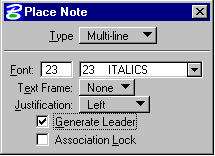 Place Note
Type Multi-line
Font: 23 23 ITALICS
Text Frame: None
Justification: Left
Generate Leader
Association Lock